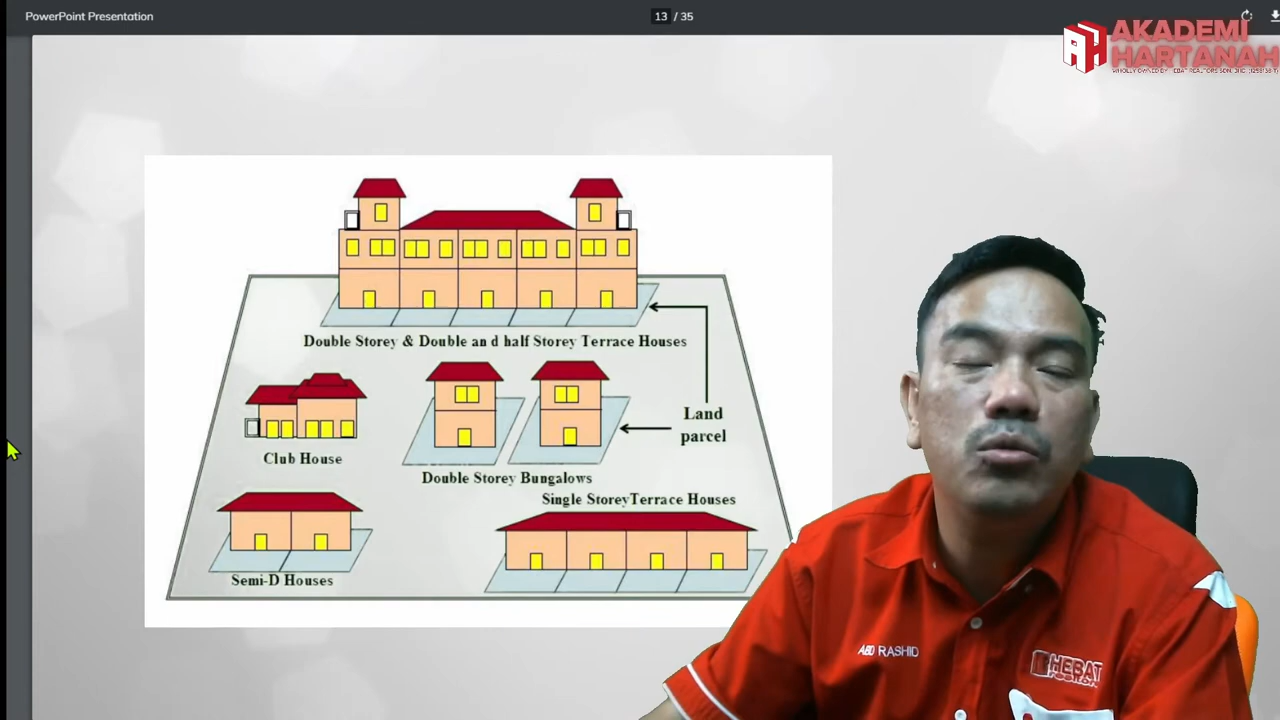 PowerPoint Presentation
13 / 35
AKADEMI
HARTANAH
Double Storey & Double an d half Storey Terrace Houses
Land
parcel
Club House
Double Storey Bungalows
Single StoreyTerrace Houses
Semi-D Houses
ABD RASHID
HEBAT